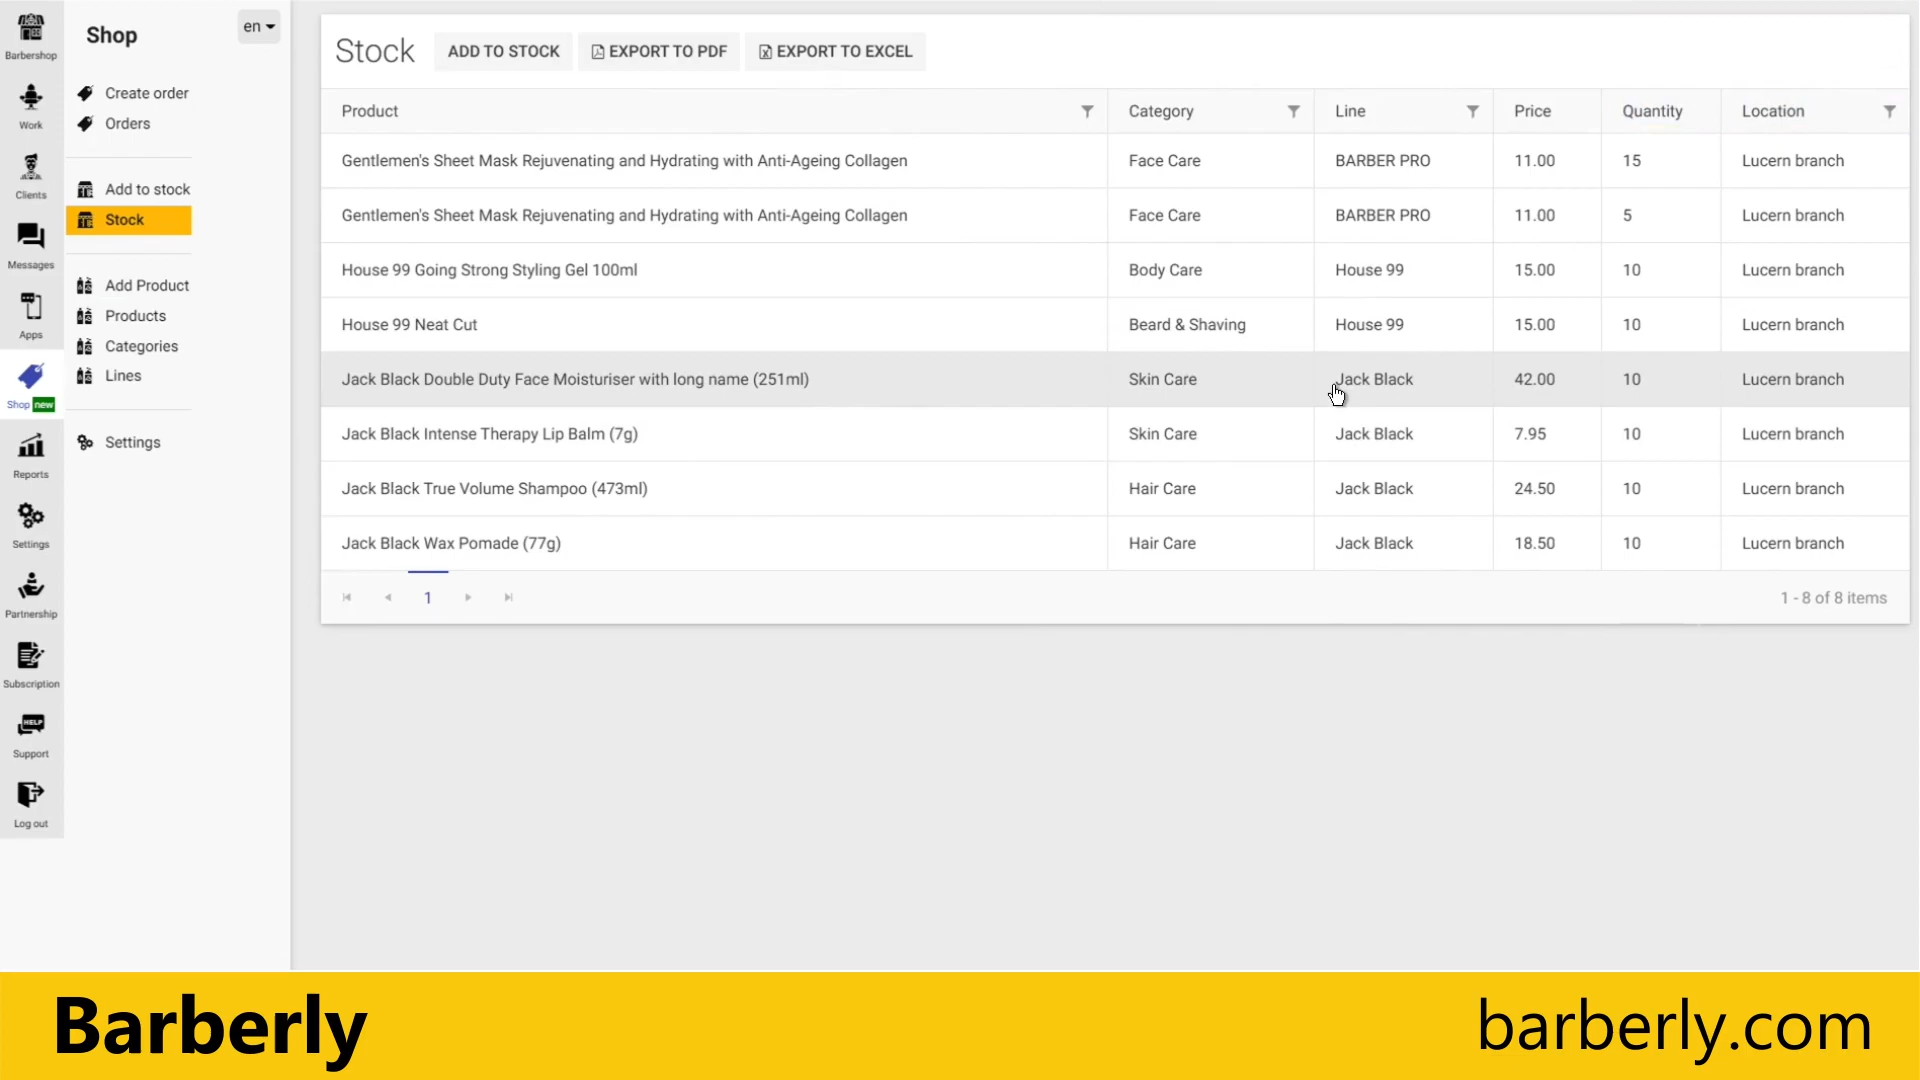 Barbershop
Work
Clients
Messages
Apps
Shop new
Reports
Settings
Partnership
Subscription
HELP
Support
Log out
Shop
en
Create order
Orders
Add to stock
Stock
Add Product
Products
Categories
Lines
Settings
Stock ADD TO STOCK EXPORT TO PDF EXPORT TO EXCEL
Product Category Line Price Quantity Location
Gentlemen's Sheet Mask Rejuvenating and Hydrating with Anti-Ageing Collagen Face Care BARBER PRO 11.00 15 Lucern branch
Gentlemen's Sheet Mask Rejuvenating and Hydrating with Anti-Ageing Collagen Face Care BARBER PRO 11.00 5 Lucern branch
House 99 Going Strong Styling Gel 100ml Body Care House 99 15.00 10 Lucern branch
House 99 Neat Cut Beard & Shaving House 99 15.00 10 Lucern branch
Jack Black Double Duty Face Moisturiser with long name (251ml) Skin Care Jack Black 42.00 10 Lucern branch
Jack Black Intense Therapy Lip Balm (7g) Skin Care Jack Black 7.95 10 Lucern branch
Jack Black True Volume Shampoo (473ml) Hair Care Jack Black 24.50 10 Lucern branch
Jack Black Wax Pomade (77g) Hair Care Jack Black 18.50 10 Lucern branch
1 1 - 8 of 8 items
Barberly barberly.com